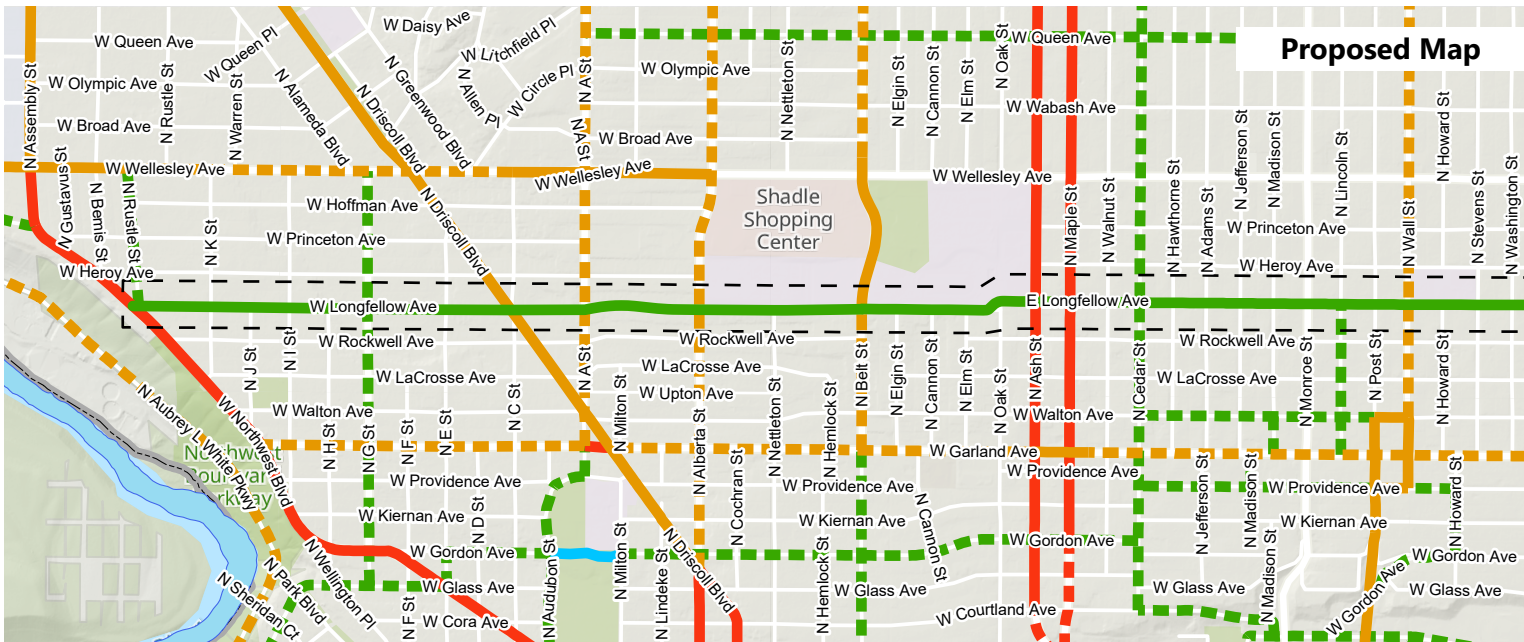 Proposed Map
W Daisy Ave
W Queen Ave
W Queen Pl
W Litchfield Pl
W Queen Ave
N Oak St
N Assembly St
W Olympic Ave
N Rustle St
N Warren St
N Alameda Blvd
N Driscoll Blvd
N Greenwood Blvd
N Allen Pl
W Circle Pl
N A St
W Olympic Ave
N Nettleton St
N Elgin St
N Cannon St
N Elm St
W Wabash Ave
N Jefferson St
N Madison St
N Lincoln St
N Howard St
W Broad Ave
N A St
W Broad Ave
W Wellesley Ave
W Wellesley Ave
W Wellesley Ave
N Gustavus St
N Bemis St
N Rustle St
N K St
W Hoffman Ave
W Princeton Ave
N Driscoll Blvd
Shadle
Shopping
Center
N Maple St
N Walnut St
N Hawthorne St
N Adams St
W Princeton Ave
N Wall St
N Stevens St
N Washington St
W Heroy Ave
W Heroy Ave
W Longfellow Ave
E Longfellow Ave
W Rockwell Ave
W Rockwell Ave
W Rockwell Ave
N J St
N I St
N A St
N Milton St
W LaCrosse Ave
W LaCrosse Ave
W LaCrosse Ave
W Upton Ave
N Belt St
N Elgin St
N Cannon St
N Elm St
N Oak St
N Ash St
N Cedar St
N Monroe St
N Post St
N Howard St
N Aubrey L White Pkwy
W Northwest Blvd
W Walton Ave
W Walton Ave
N H St
N G St
N F St
N E St
N C St
N Alberta St
N Nettleton St
N Hemlock St
W Garland Ave
Northwest
Boulevard
Parkway
W Providence Ave
N Cochran St
W Providence Ave
W Providence Ave
W Providence Ave
N Jefferson St
N Madison St
N Howard St
W Kiernan Ave
N D St
W Kiernan Ave
N Cannon St
W Kiernan Ave
W Gordon Ave
W Gordon Ave
W Gordon Ave
N Wellington Pl
N Park Blvd
N Sheridan Ct
N F St
W Glass Ave
W Cora Ave
N Audubon St
N Milton St
N Lindeke St
N Driscoll Blvd
N Hemlock St
W Glass Ave
W Courtland Ave
W Glass Ave
N Madison St
W Gordon Ave
W Glass Ave